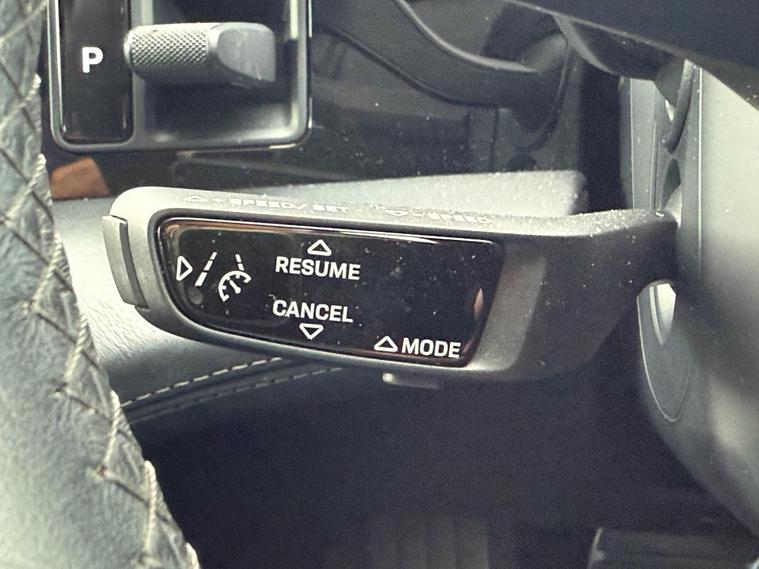 P
+ SPEED/ SET
- SPEED
RESUME
CANCEL
MODE